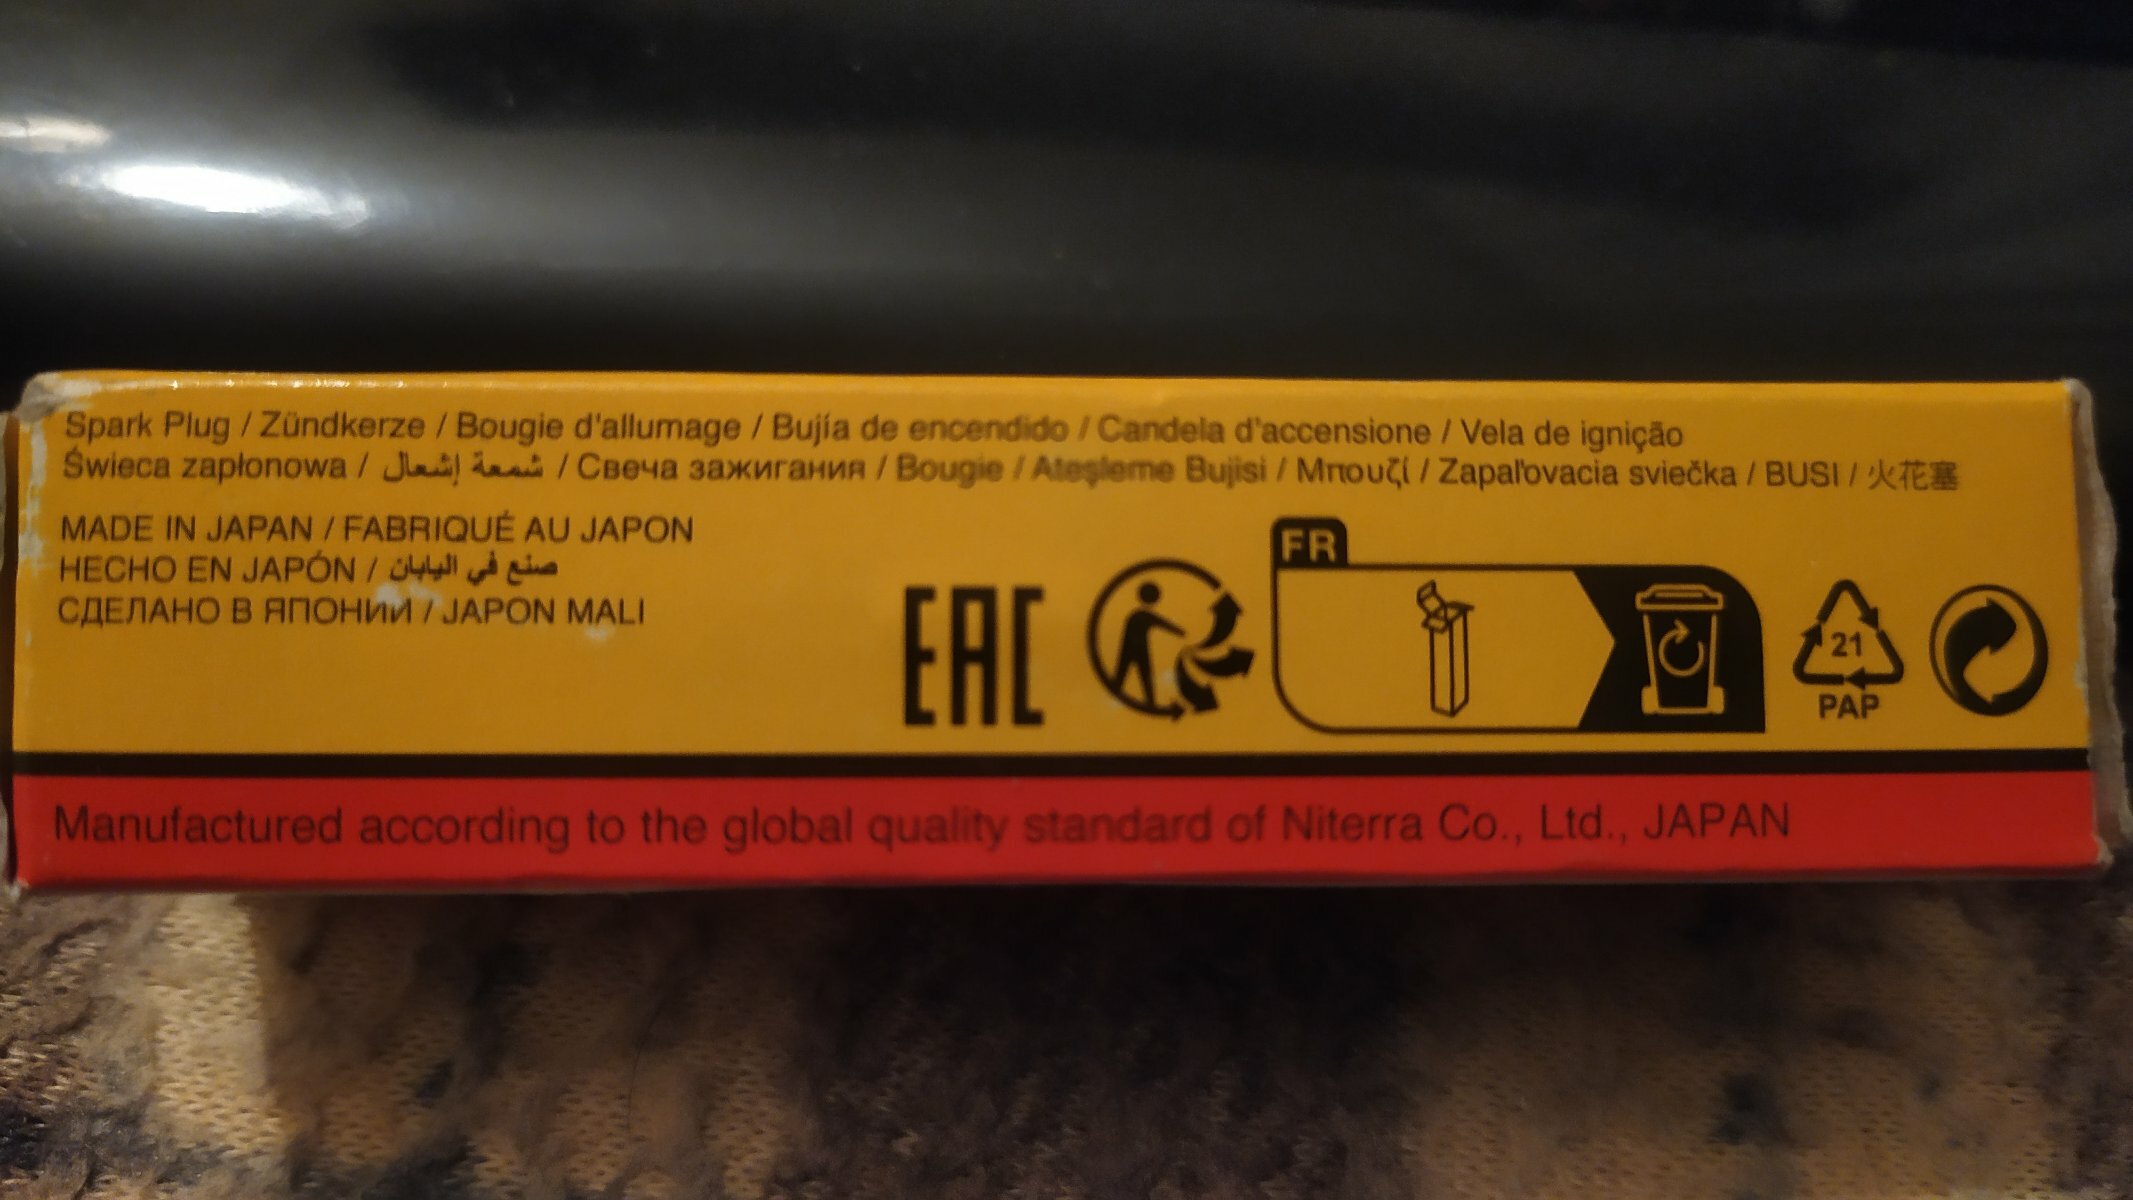 Spark Plug / Zündkerze / Bougie d'allumage / Bujía de encendido / Candela d'accensione / Vela de ignição
Świeca zapłonowa / شمعة إشعال / Свеча зажигания / Bougie / Ateşleme Bujisi / Μπουζί / Zapaľovacia sviečka / BUSI / 火花塞
MADE IN JAPAN / FABRIQUÉ AU JAPON
HECHO EN JAPÓN / صنع في اليابان
СДЕЛАНО В ЯПОНИИ / JAPON MALI
EAC
FR
21
PAP
Manufactured according to the global quality standard of Niterra Co., Ltd., JAPAN